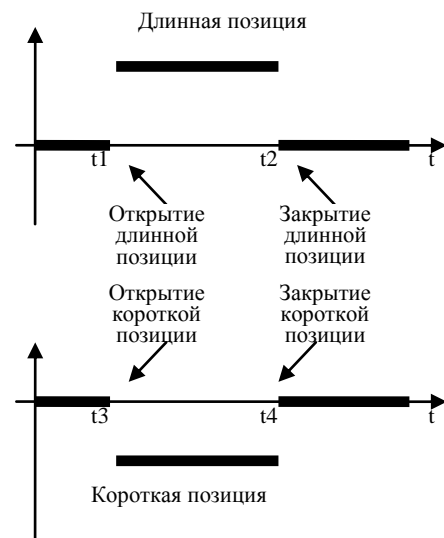 Длинная позиция
t1
t2
t
Открытие
длинной
позиции
Закрытие
длинной
позиции
Открытие
короткой
позиции
Закрытие
короткой
позиции
t3
t4
t
Короткая позиция